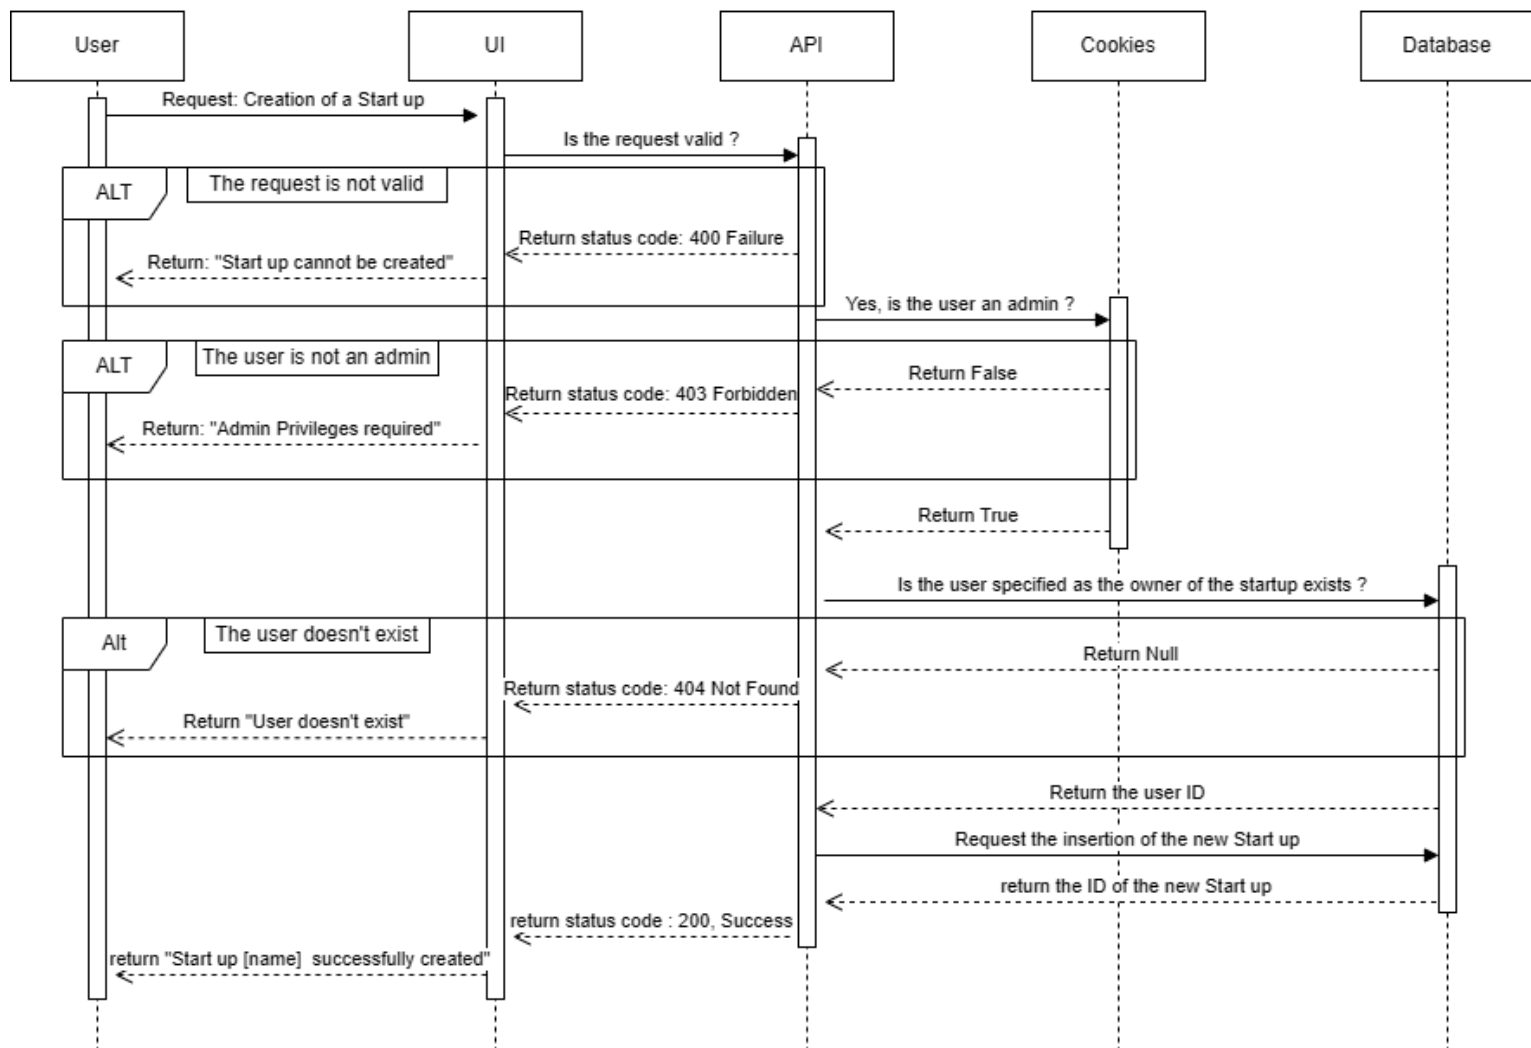 User
UI
API
Cookies
Database
Request: Creation of a Start up
Is the request valid ?
ALT
The request is not valid
Return status code: 400 Failure
Return: "Start up cannot be created"
Yes, is the user an admin ?
ALT
The user is not an admin
Return False
Return status code: 403 Forbidden
Return: "Admin Privileges required"
Return True
Is the user specified as the owner of the startup exists ?
Alt
The user doesn't exist
Return Null
Return status code: 404 Not Found
Return "User doesn't exist"
Return the user ID
Request the insertion of the new Start up
return the ID of the new Start up
return status code : 200, Success
return "Start up [name]  successfully created"